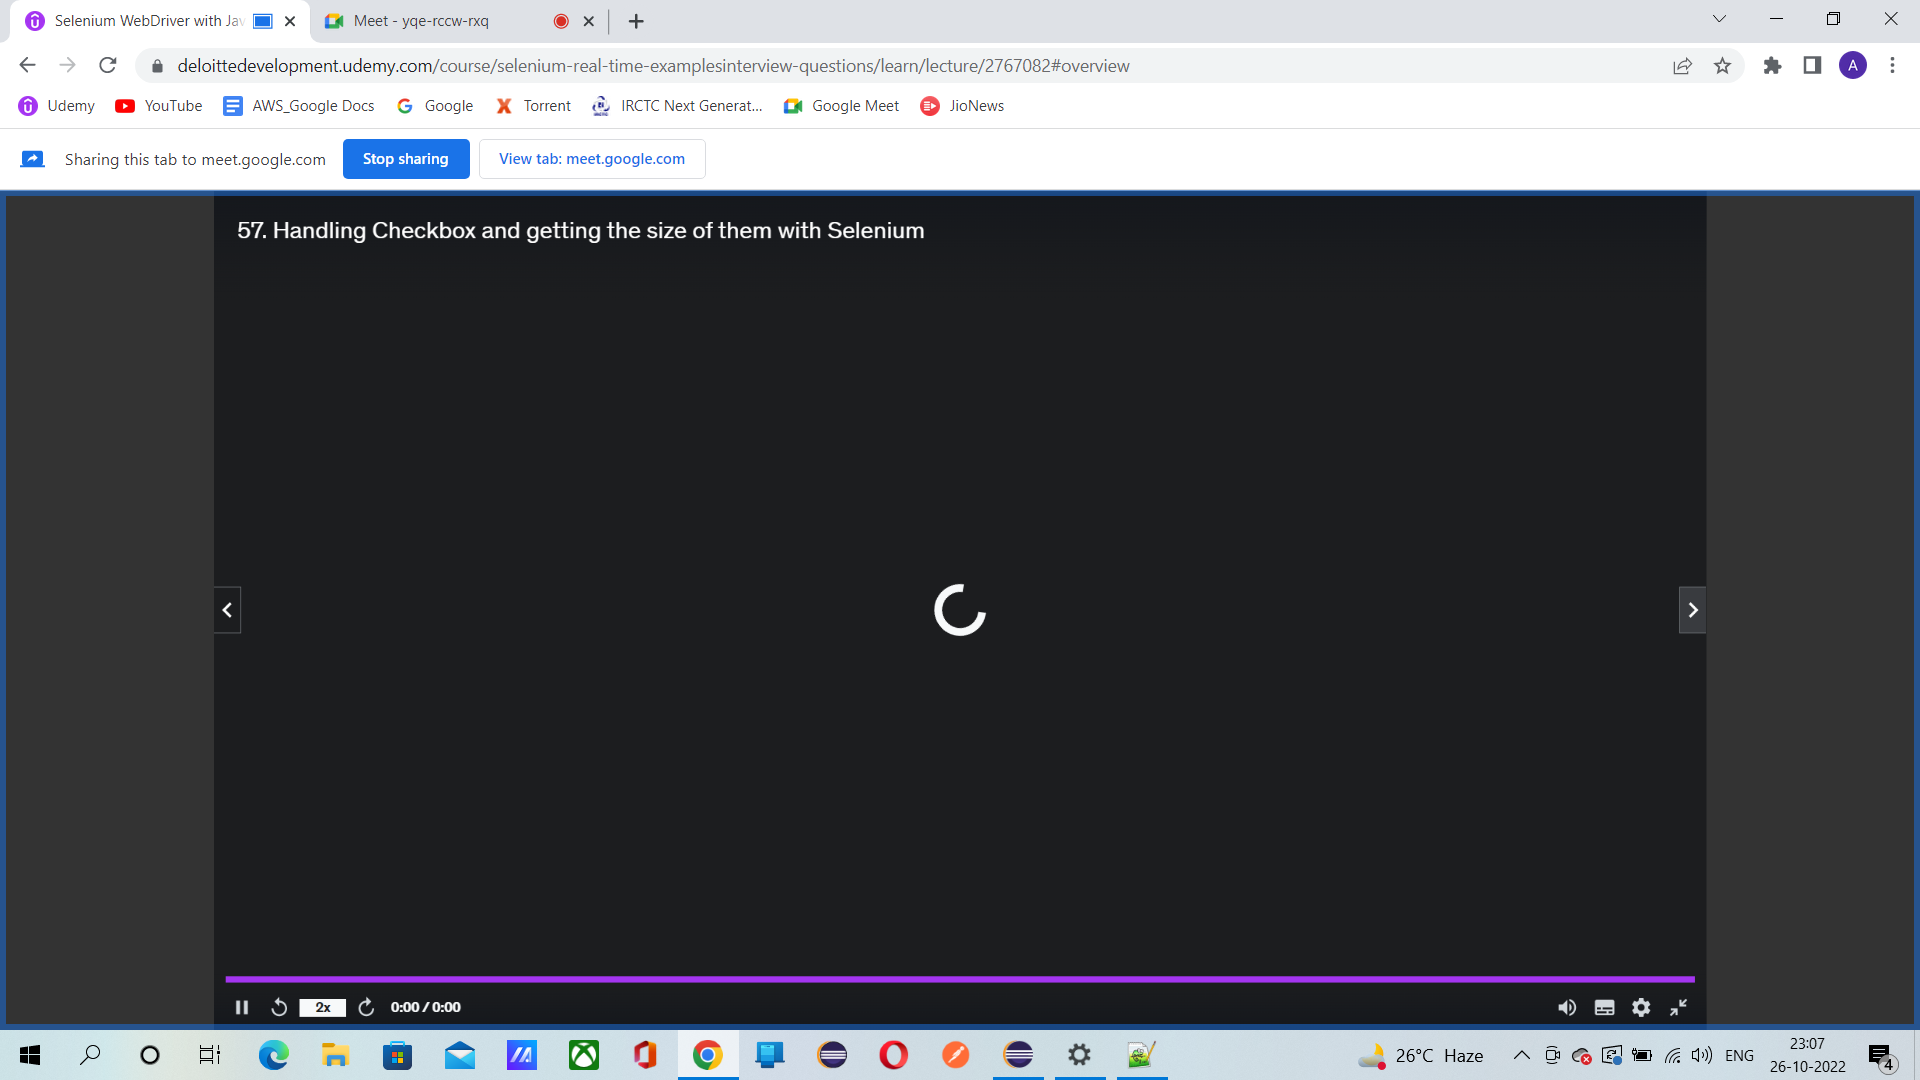 Selenium WebDriver with Jav
Meet - yqe-rccw-rxq
deloittedevelopment.udemy.com/course/selenium-real-time-examplesinterview-questions/learn/lecture/2767082#overview
A
Udemy
YouTube
AWS_Google Docs
Google
Torrent
IRCTC Next Generat...
Google Meet
JioNews
Sharing this tab to meet.google.com
Stop sharing
View tab: meet.google.com
57. Handling Checkbox and getting the size of them with Selenium
2x
0:00 / 0:00
26°C Haze
ENG
23:07
26-10-2022
4